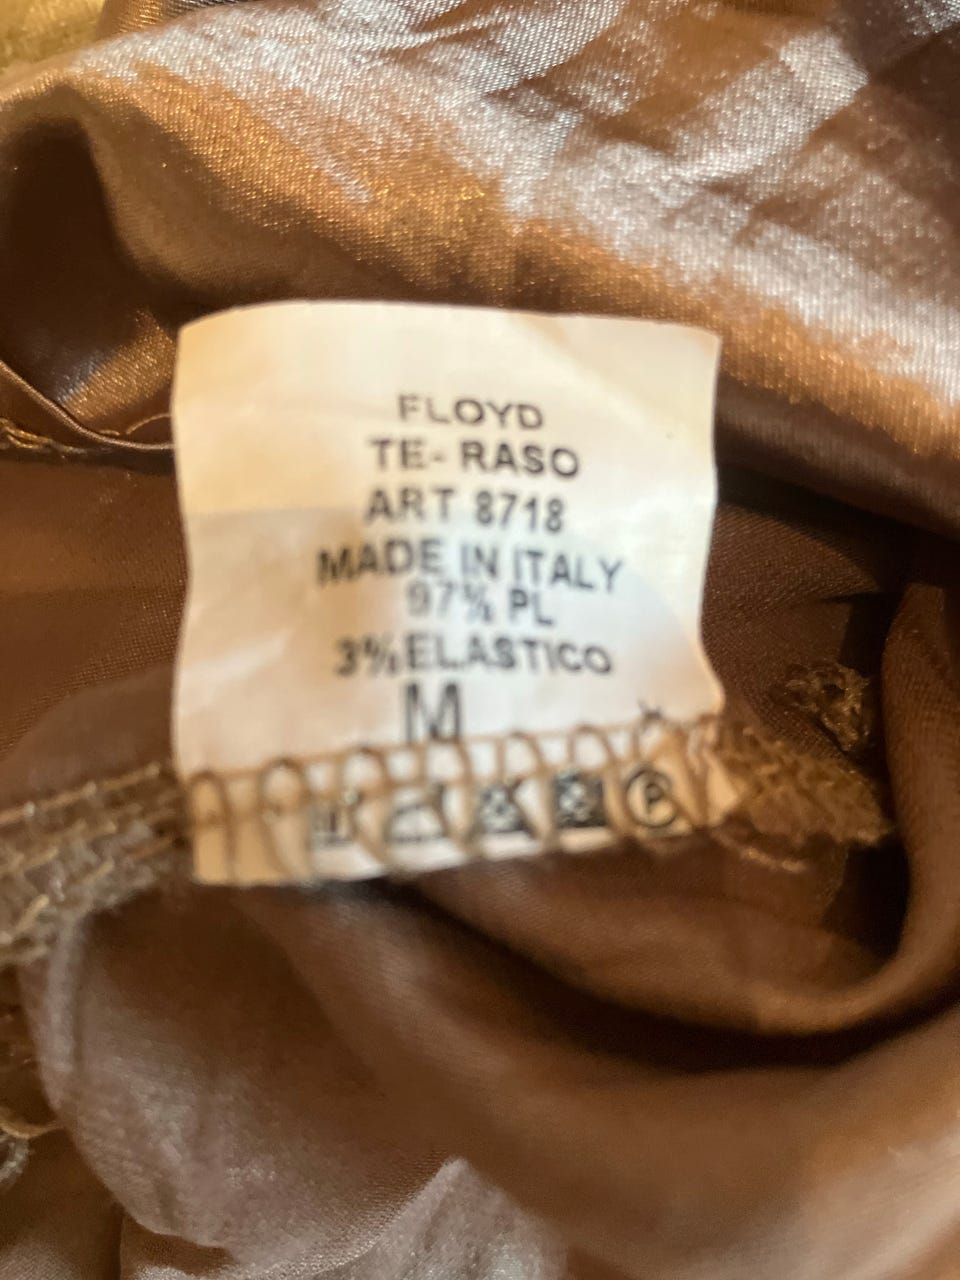 FLOYD
TE- RASO
ART 8718
MADE IN ITALY
97% PL
3%ELASTICO
M
P